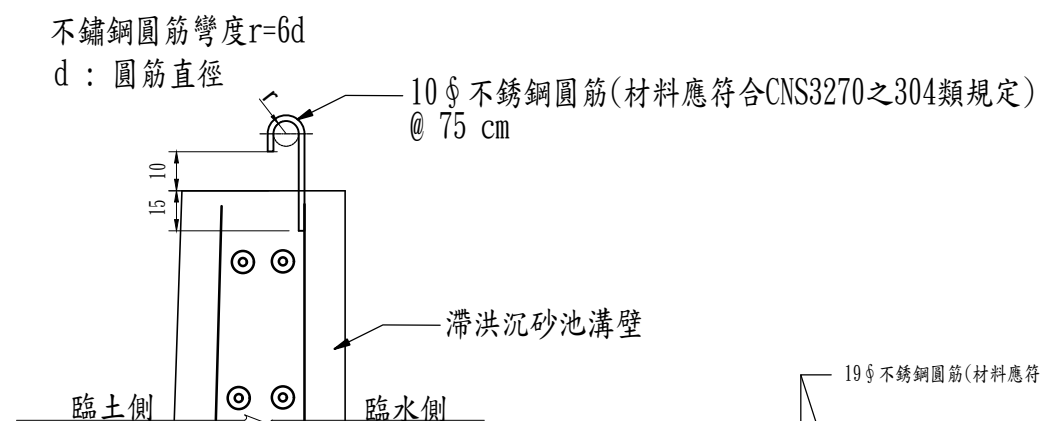 不鏽鋼圓筋彎度r=6d
d : 圓筋直徑
r
10∮不銹鋼圓筋(材料應符合CNS3270之304類規定)
@ 75 cm
10
15
滯洪沉砂池溝壁
19∮不銹鋼圓筋(材料應符
臨土側
臨水側